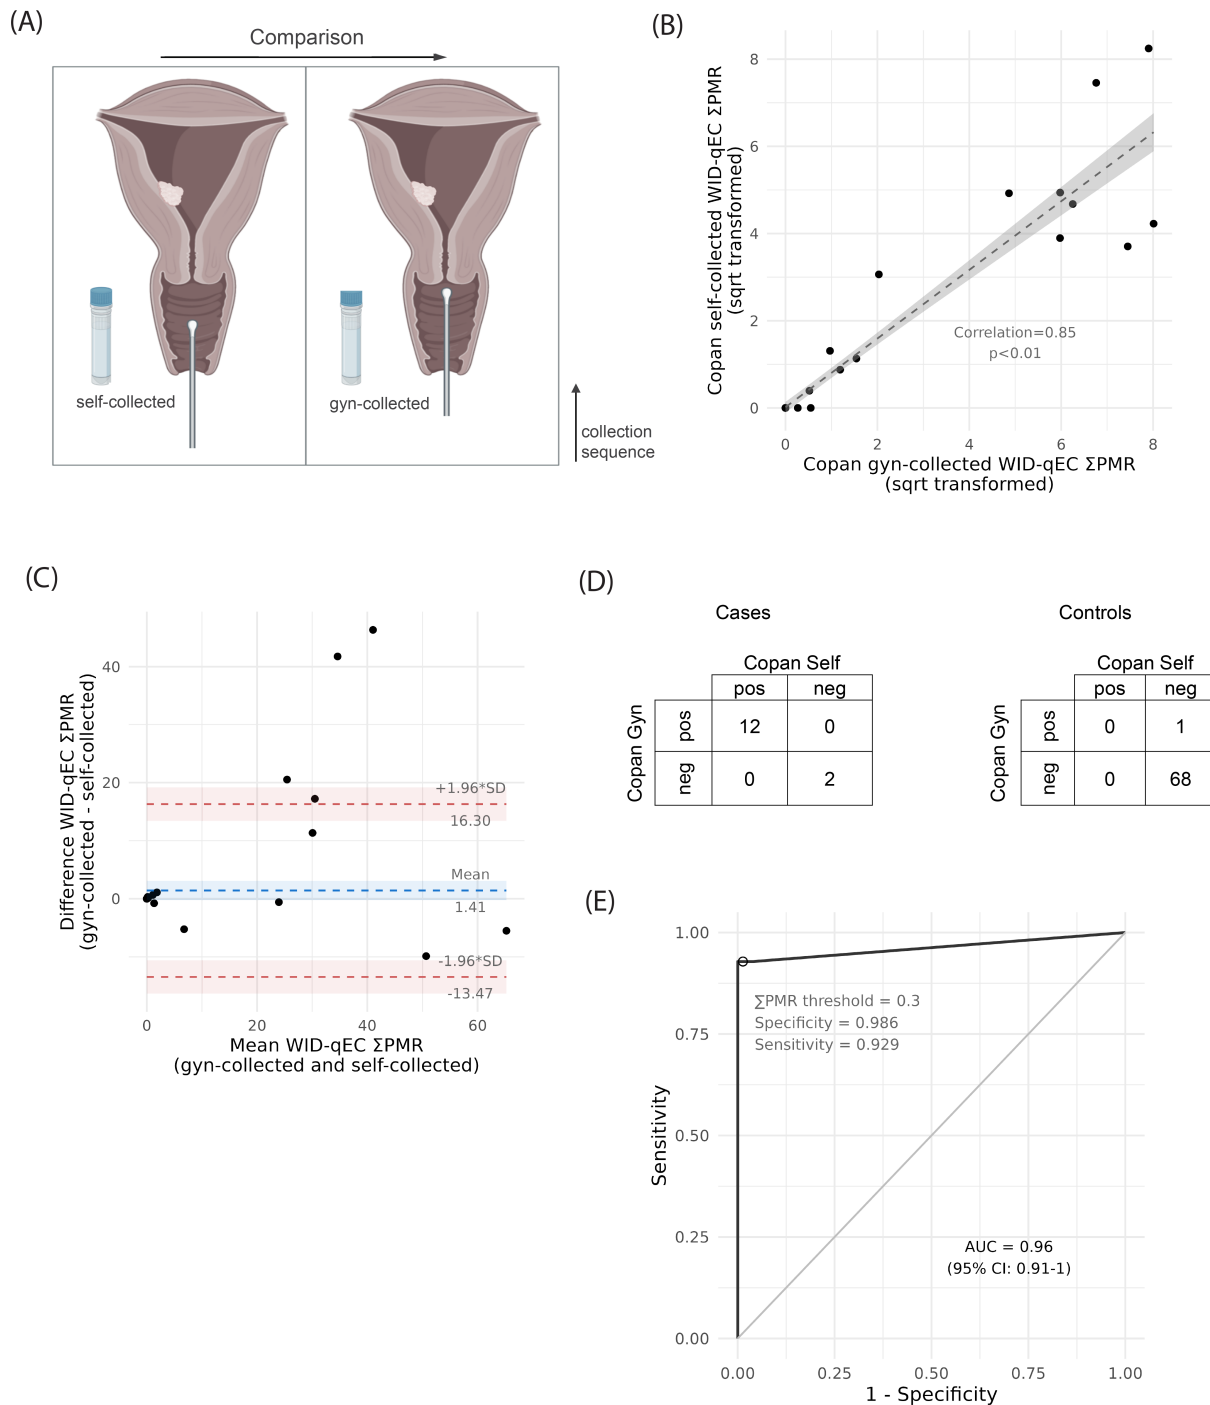 (A)
Comparison
self-collected
gyn-collected
collection
sequence
(B)
Copan self-collected WID-qEC ΣPMR
(sqrt transformed)
8
6
4
2
0
Correlation=0.85
p<0.01
0
2
4
6
8
Copan gyn-collected WID-qEC ΣPMR
(sqrt transformed)
(C)
Difference WID-qEC ΣPMR
(gyn-collected - self-collected)
40
20
0
+1.96*SD
16.30
Mean
1.41
-1.96*SD
-13.47
0
20
40
60
Mean WID-qEC ΣPMR
(gyn-collected and self-collected)
(D)
Cases
Copan Self
pos neg
Copan Gyn
pos 12 0
neg 0 2
Controls
Copan Self
pos neg
Copan Gyn
pos 0 1
neg 0 68
(E)
Sensitivity
1.00
0.75
0.50
0.25
0.00
∑PMR threshold = 0.3
Specificity = 0.986
Sensitivity = 0.929
AUC = 0.96
(95% CI: 0.91-1)
0.00
0.25
0.50
0.75
1.00
1 - Specificity